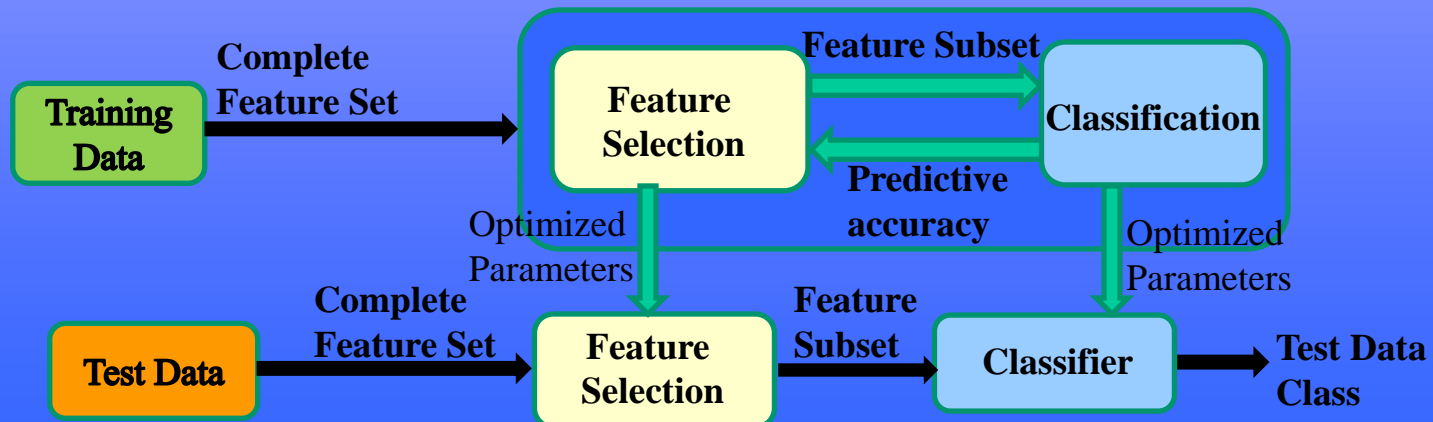 Complete
Feature Set
Training
Data
Feature
Selection
Feature Subset
Classification
Predictive
accuracy
Optimized
Parameters
Optimized
Parameters
Complete
Feature Set
Test Data
Feature
Selection
Feature
Subset
Classifier
Test Data
Class